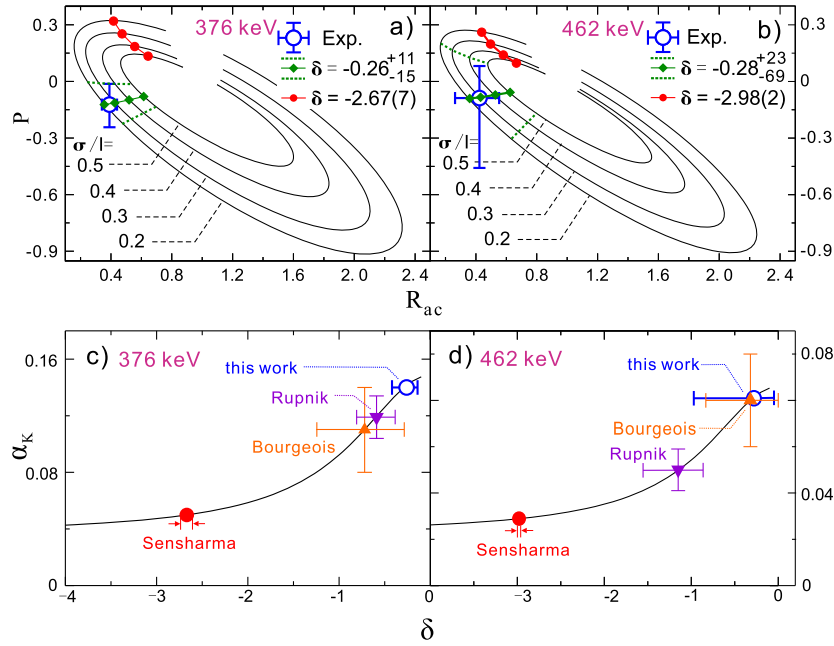 0.3
0
-0.3
-0.6
-0.9
P
376 keV
a)
Exp.
δ = -0.26 +11 -15
δ = -2.67(7)
σ/I=
0.5
0.4
0.3
0.2
0.4
0.8
1.2
1.6
2.0
2.4
462 keV
b)
Exp.
δ = -0.28 +23 -69
δ = -2.98(2)
σ/I=
0.5
0.4
0.3
0.2
0.4
0.8
1.2
1.6
2.0
2.4
0.3
0
-0.3
-0.6
-0.9
R ac
0.16
0.08
0
αK
c)
376 keV
this work
Rupnik
Bourgeois
Sensharma
−4
-3
-2
-1
0
d)
462 keV
this work
Bourgeois
Rupnik
Sensharma
−3
-2
-1
0
0.08
0.04
0
δ